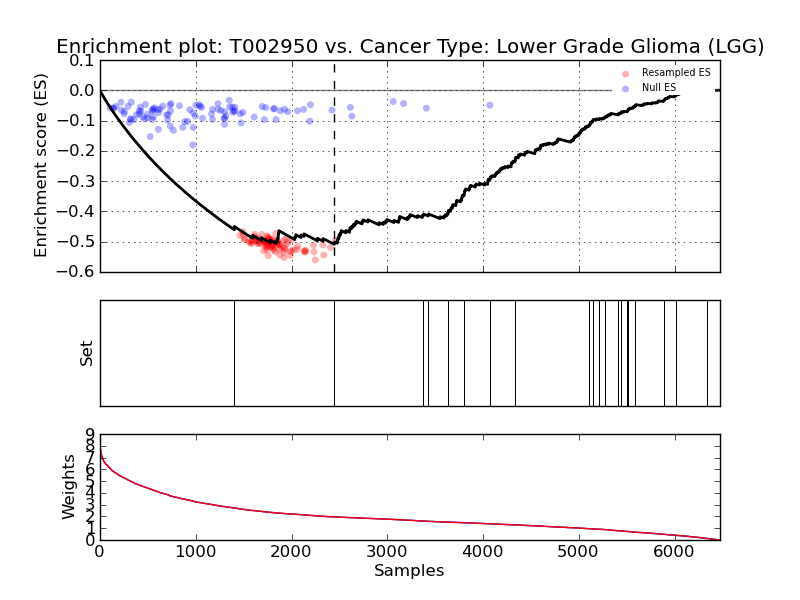 Enrichment plot: T002950 vs. Cancer Type: Lower Grade Glioma (LGG)
Enrichment score (ES)
0.1
0.0
−0.1
−0.2
−0.3
−0.4
−0.5
−0.6
Resampled ES
Null ES
Set
Weights
9
8
7
6
5
4
3
2
1
0
0 1000 2000 3000 4000 5000 6000
Samples